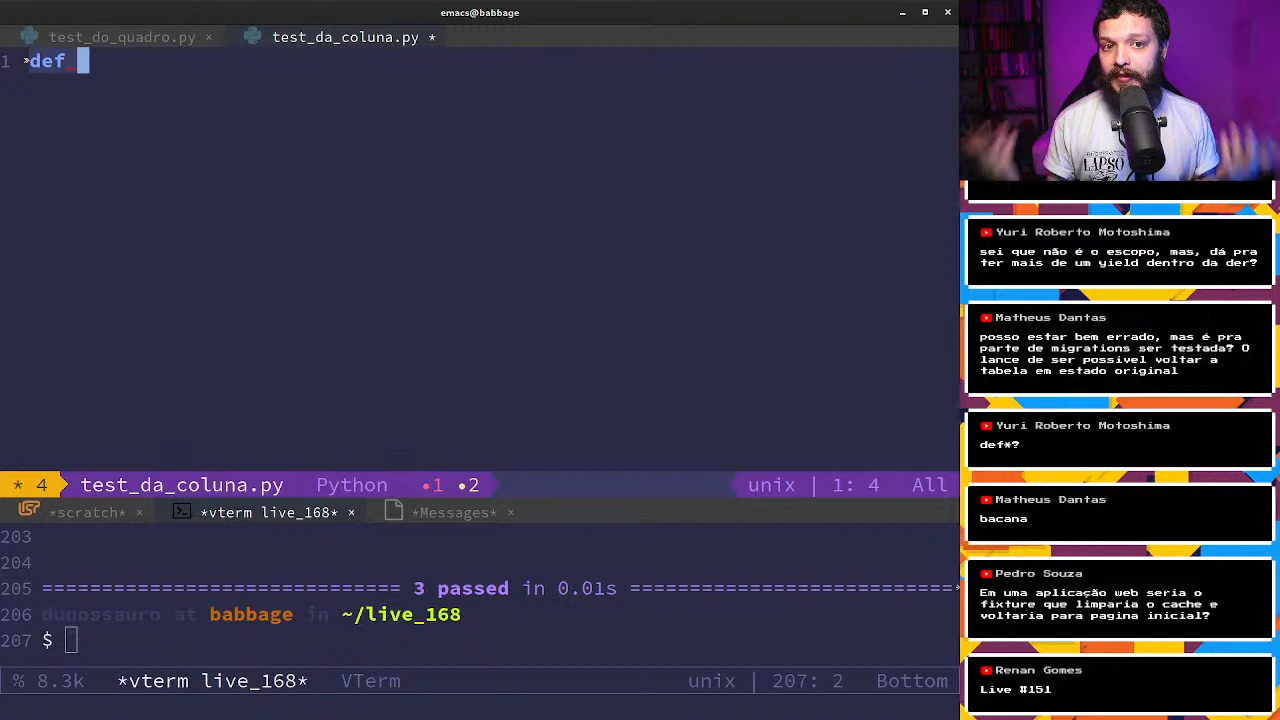 emacs@babbage
test_do_quadro.py ×
test_da_coluna.py *
1 def
* 4 test_da_coluna.py Python •1 •2 unix | 1: 4 All
*scratch* × *vterm live_168* × *Messages* ×
203
204
205 ============================== 3 passed in 0.01s ==============================
206 dunossauro at babbage in ~/live_168
207 $
% 8.3k *vterm live_168* VTerm unix | 207: 2 Bottom
LAPSO
Yuri Roberto Motoshima
sei que não é o escopo, mas, dá pra
ter mais de um yield dentro da der?
Matheus Dantas
posso estar bem errado, mas é pra
parte de migrations ser testada? O
lance de ser possivel voltar a
tabela em estado original
Yuri Roberto Motoshima
def*?
Matheus Dantas
bacana
Pedro Souza
Em uma aplicação web seria o
fixture que limparia o cache e
voltaria para pagina inicial?
Renan Gomes
Live #151